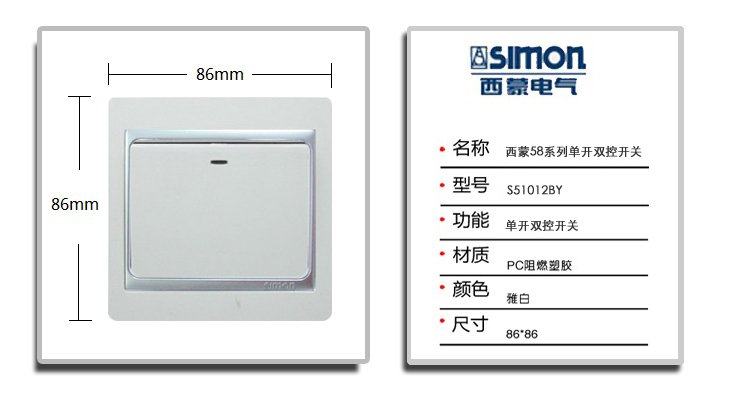 86mm
86mm
simon
SIMON
西蒙电气
名称 西蒙58系列单开双控开关
型号 S51012BY
功能 单开双控开关
材质 PC阻燃塑胶
颜色 雅白
尺寸 86*86